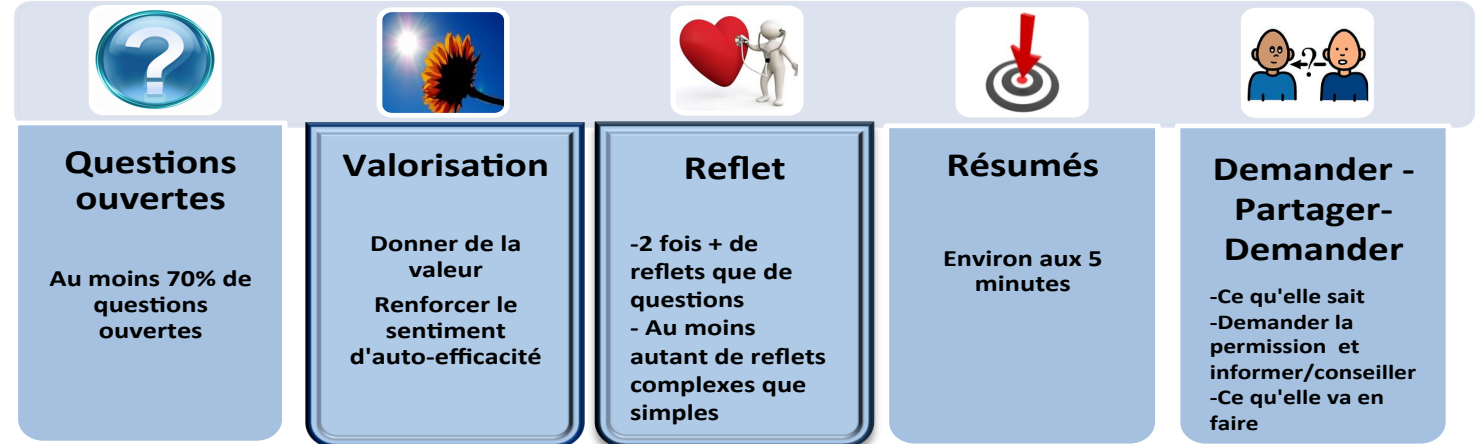 ?
Questions
ouvertes
Au moins 70% de
questions
ouvertes
Valorisation
Donner de la
valeur
Renforcer le
sentiment
d'auto-efficacité
Reflet
-2 fois + de
reflets que de
questions
- Au moins
autant de reflets
complexes que
simples
Résumés
Environ aux 5
minutes
?
Demander -
Partager-
Demander
-Ce qu'elle sait
-Demander la
permission et
informer/conseiller
-Ce qu'elle va en
faire